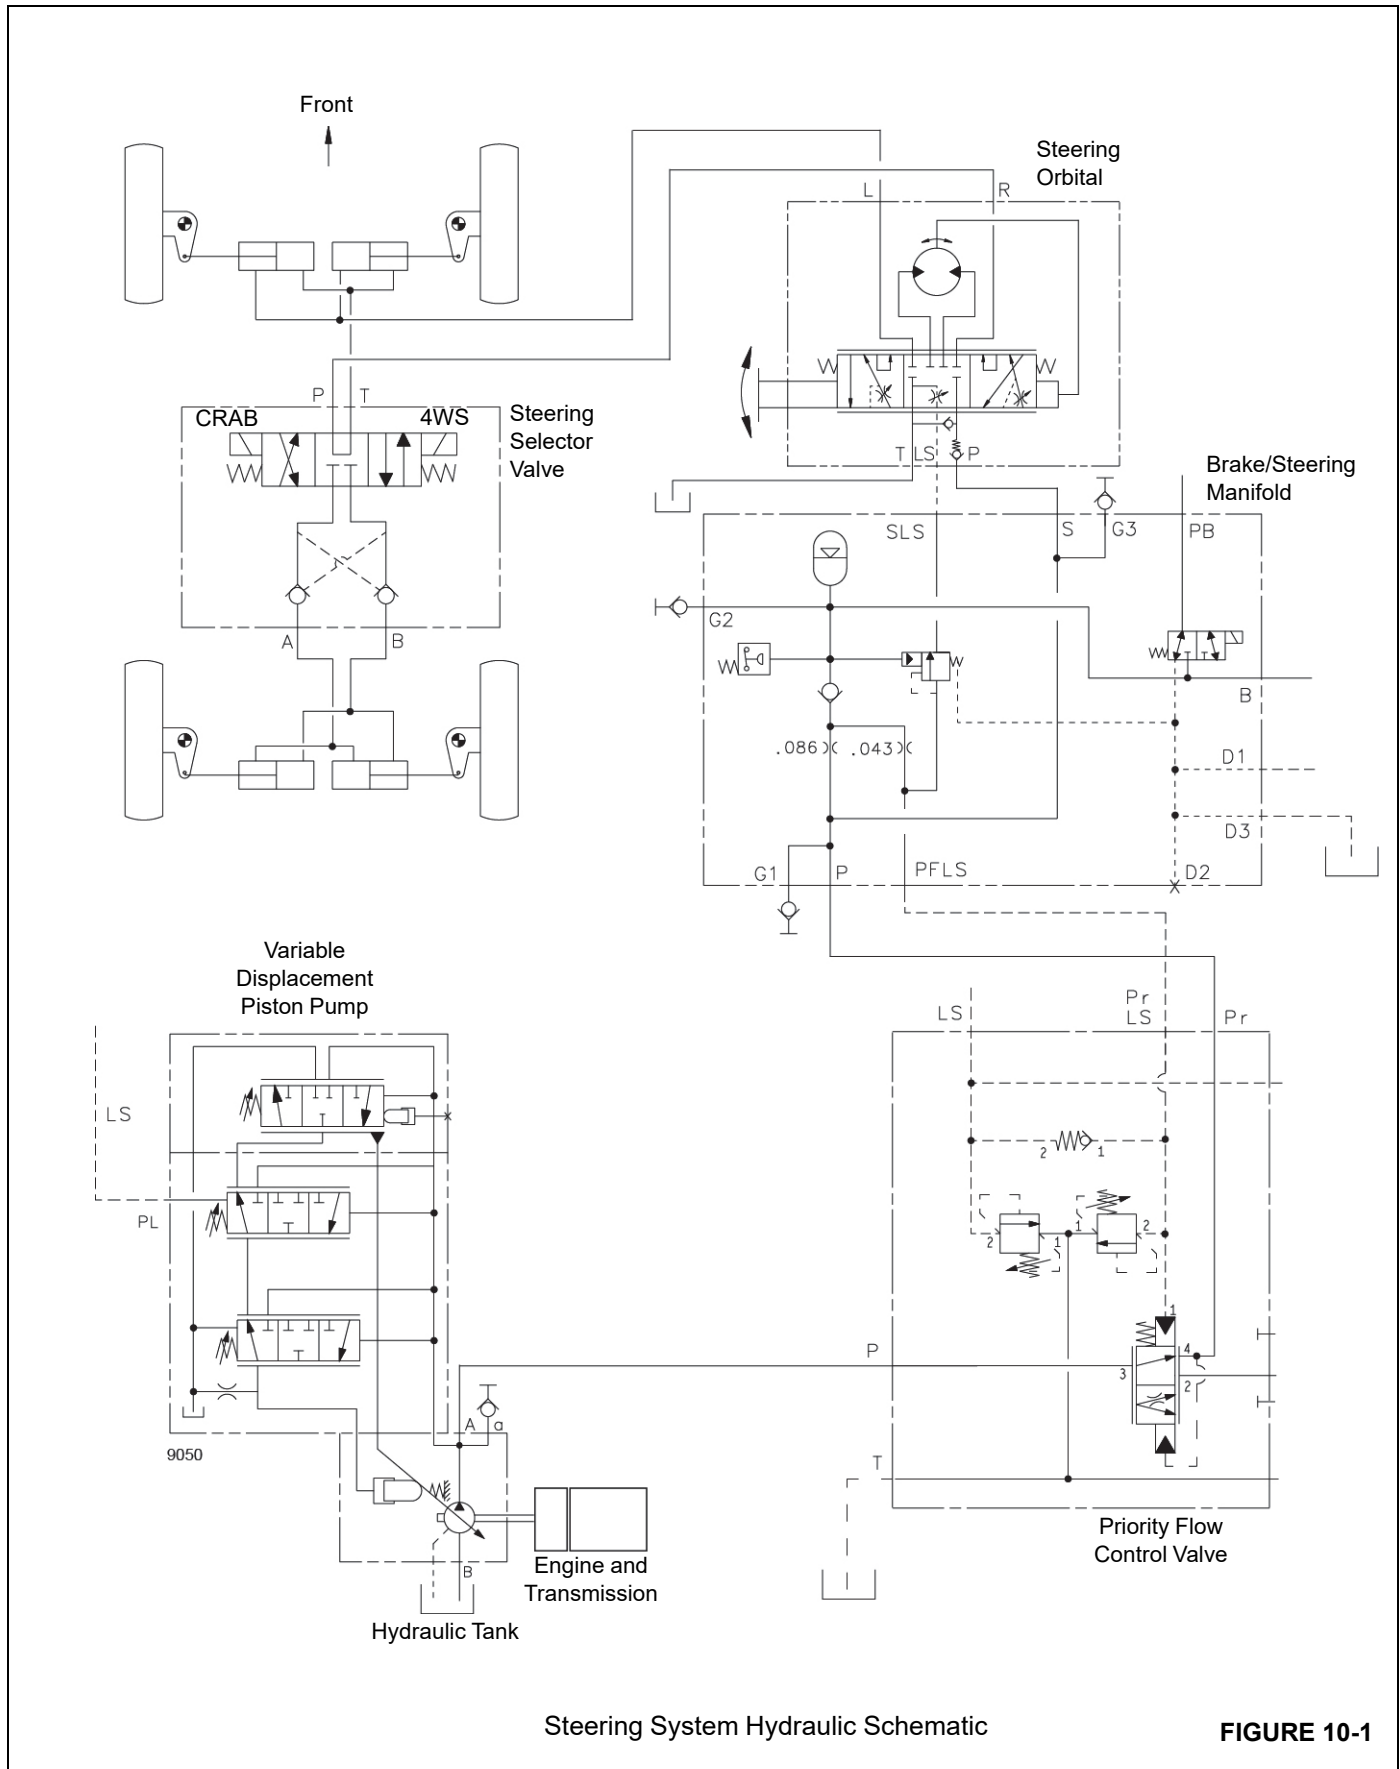 Front
Steering
Orbital
L
R
P
T
CRAB
4WS
Steering
Selector
Valve
T
LS
P
Brake/Steering
Manifold
SLS
S
G3
PB
G2
A
B
B
.086
.043
D1
D3
G1
P
PFLS
D2
Variable
Displacement
Piston Pump
LS
Pr
LS
Pr
LS
PL
2
1
2
1
1
2
1
P
3
4
2
A
a
9050
T
B
Engine and
Transmission
Hydraulic Tank
Priority Flow
Control Valve
Steering System Hydraulic Schematic
FIGURE 10-1